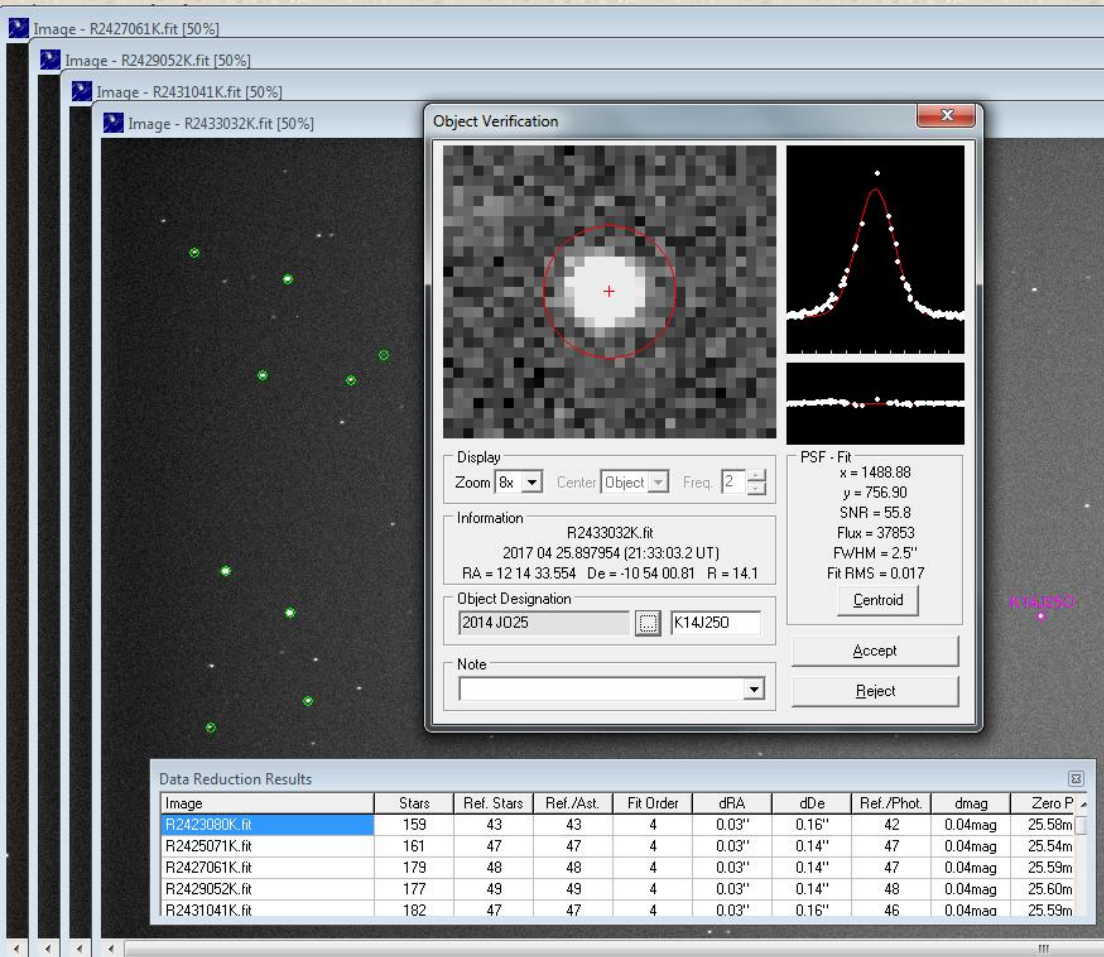 Image - R2427061K.fit [50%]
Image - R2429052K.fit [50%]
Image - R2431041K.fit [50%]
Image - R2433032K.fit [50%]
Object Verification
Display
Zoom 8x Center Object Freq. 2
Information
R2433032K.fit
2017 04 25.897954 (21:33:03.2 UT)
RA = 12 14 33.554 De = -10 54 00.81 R = 14.1
Object Designation
2014 JO25 ... K14J25O
Note
PSF - Fit
x = 1488.88
y = 756.90
SNR = 55.8
Flux = 37853
FWHM = 2.5''
Fit RMS = 0.017
Centroid
Accept
Reject
K14J25O
Data Reduction Results
Image Stars Ref. Stars Ref./Ast. Fit Order dRA dDe Ref./Phot. dmag Zero P
R2423080K.fit 159 43 43 4 0.03'' 0.16'' 42 0.04mag 25.58m
R2425071K.fit 161 47 47 4 0.03'' 0.14'' 47 0.04mag 25.54m
R2427061K.fit 179 48 48 4 0.03'' 0.14'' 47 0.04mag 25.59m
R2429052K.fit 177 49 49 4 0.03'' 0.14'' 48 0.04mag 25.60m
R2431041K.fit 182 47 47 4 0.03'' 0.16'' 46 0.04mag 25.59m